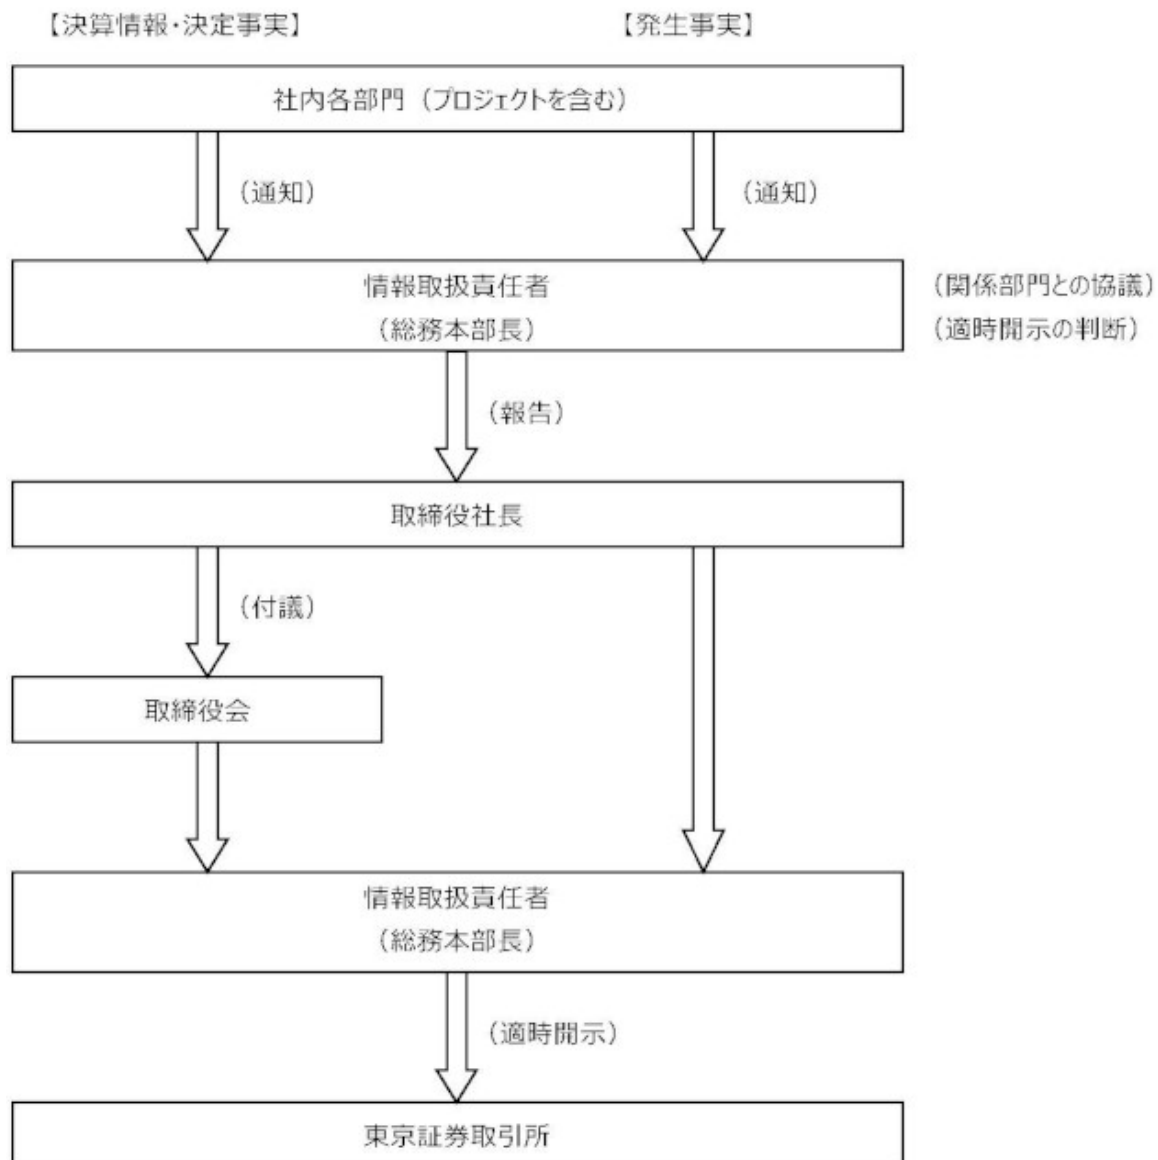 【決算情報・決定事実】
【発生事実】
社内各部門（プロジェクトを含む）
（通知）
（通知）
情報取扱責任者
（総務本部長）
（関係部門との協議）
（適時開示の判断）
（報告）
取締役社長
（付議）
取締役会
情報取扱責任者
（総務本部長）
（適時開示）
東京証券取引所